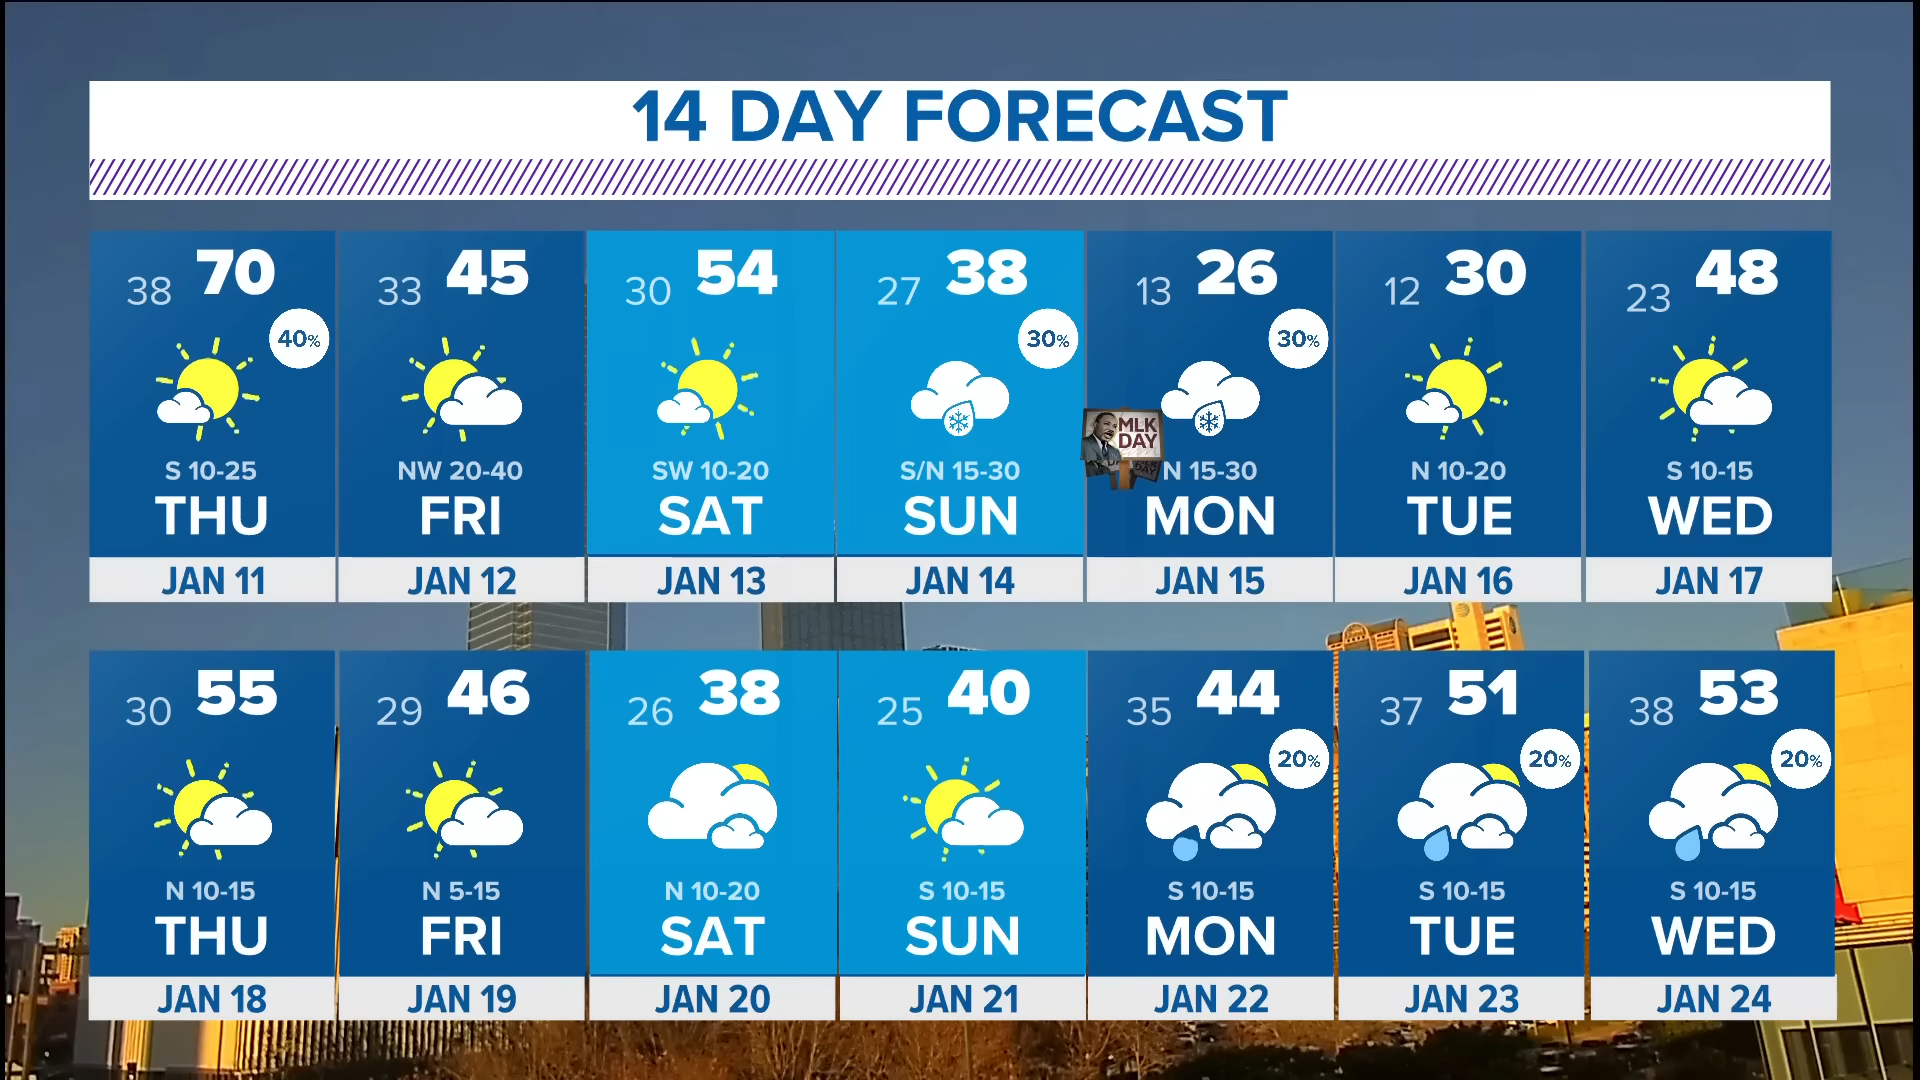 14 DAY FORECAST
38 70
40%
S 10-25
THU
JAN 11
33 45
NW 20-40
FRI
JAN 12
30 54
SW 10-20
SAT
JAN 13
27 38
30%
S/N 15-30
SUN
JAN 14
13 26
30%
MLK
DAY
N 15-30
MON
JAN 15
12 30
N 10-20
TUE
JAN 16
23 48
S 10-15
WED
JAN 17
30 55
N 10-15
THU
JAN 18
29 46
N 5-15
FRI
JAN 19
26 38
N 10-20
SAT
JAN 20
25 40
S 10-15
SUN
JAN 21
35 44
20%
S 10-15
MON
JAN 22
37 51
20%
S 10-15
TUE
JAN 23
38 53
20%
S 10-15
WED
JAN 24